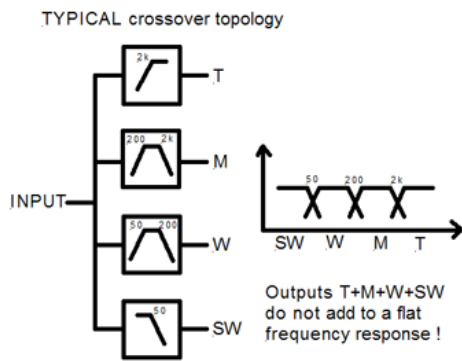 TYPICAL crossover topology
2k
T
200 2k
M
INPUT
50 200
W
50
SW
50 200 2k
SW W M T
Outputs T+M+W+SW
do not add to a flat
frequency response !